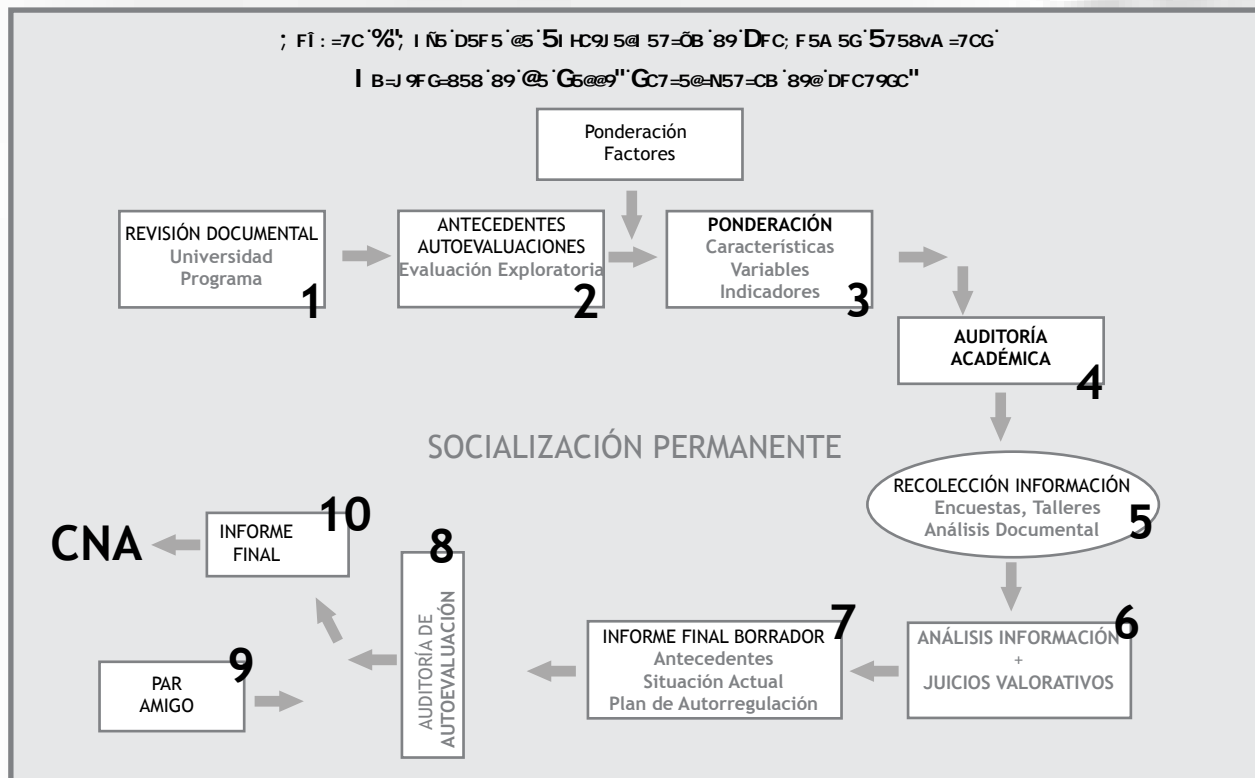 Ponderación
Factores
REVISIÓN DOCUMENTAL
Universidad
Programa
1
ANTECEDENTES
AUTOEVALUACIONES
Evaluación Exploratoria
2
PONDERACIÓN
Características
Variables
Indicadores
3
AUDITORÍA
ACADÉMICA
4
SOCIALIZACIÓN PERMANENTE
RECOLECCIÓN INFORMACIÓN
Encuestas, Talleres
Análisis Documental
5
ANÁLISIS INFORMACIÓN
+
JUICIOS VALORATIVOS
6
INFORME FINAL BORRADOR
Antecedentes
Situación Actual
Plan de Autorregulación
7
AUDITORÍA DE
AUTOEVALUACIÓN
8
PAR
AMIGO
9
INFORME
FINAL
10
CNA